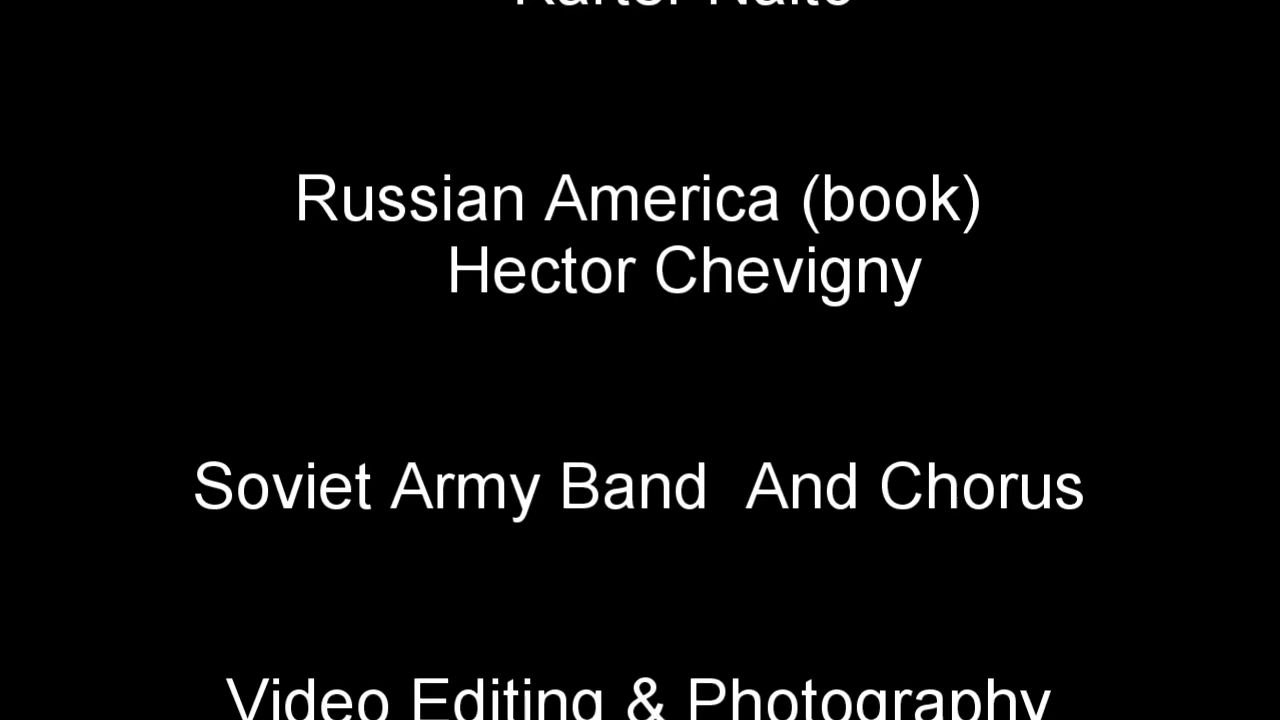 Russian America (book)
Hector Chevigny
Soviet Army Band  And Chorus
Video Editing & Photography